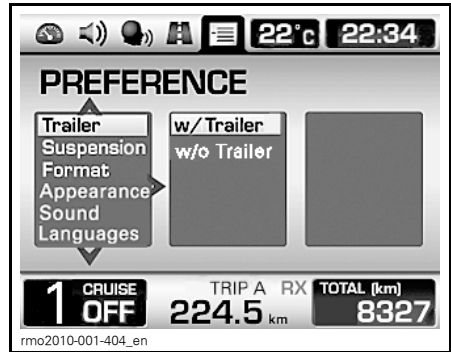 22°c 22:34
PREFERENCE
Trailer
Suspension
Format
Appearance
Sound
Languages
w/Trailer
w/o Trailer
1 CRUISE OFF
TRIP A RX
224.5 km
TOTAL (km)
8327
rmo2010-001-404_en